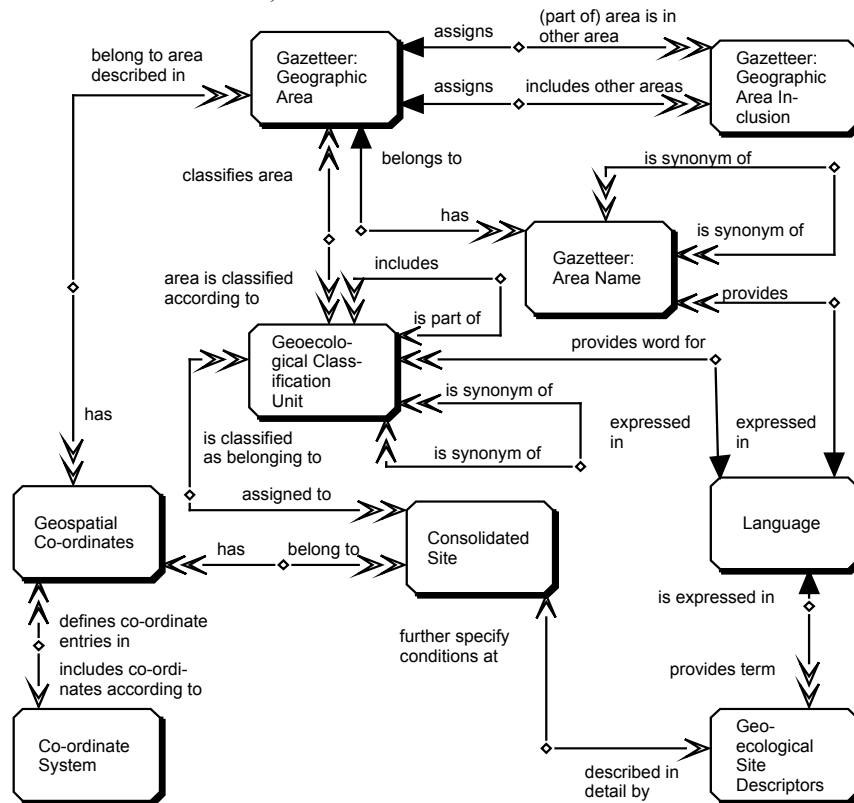 belong to area
described in
Gazetteer:
Geographic
Area
assigns
(part of) area is in
other area
assigns
includes other areas
Gazetteer:
Geographic
Area In-
clusion
classifies area
belongs to
is synonym of
has
is synonym of
Gazetteer:
Area Name
area is classified
according to
includes
is part of
provides
Geoecolo-
gical Class-
ification
Unit
provides word for
is synonym of
is synonym of
has
is classified
as belonging to
expressed
in
expressed
in
assigned to
Geospatial
Co-ordinates
has
belong to
Consolidated
Site
Language
defines co-ordinate
entries in
includes co-ordi-
nates according to
further specify
conditions at
is expressed in
provides term
Co-ordinate
System
described in
detail by
Geo-
ecological
Site
Descriptors